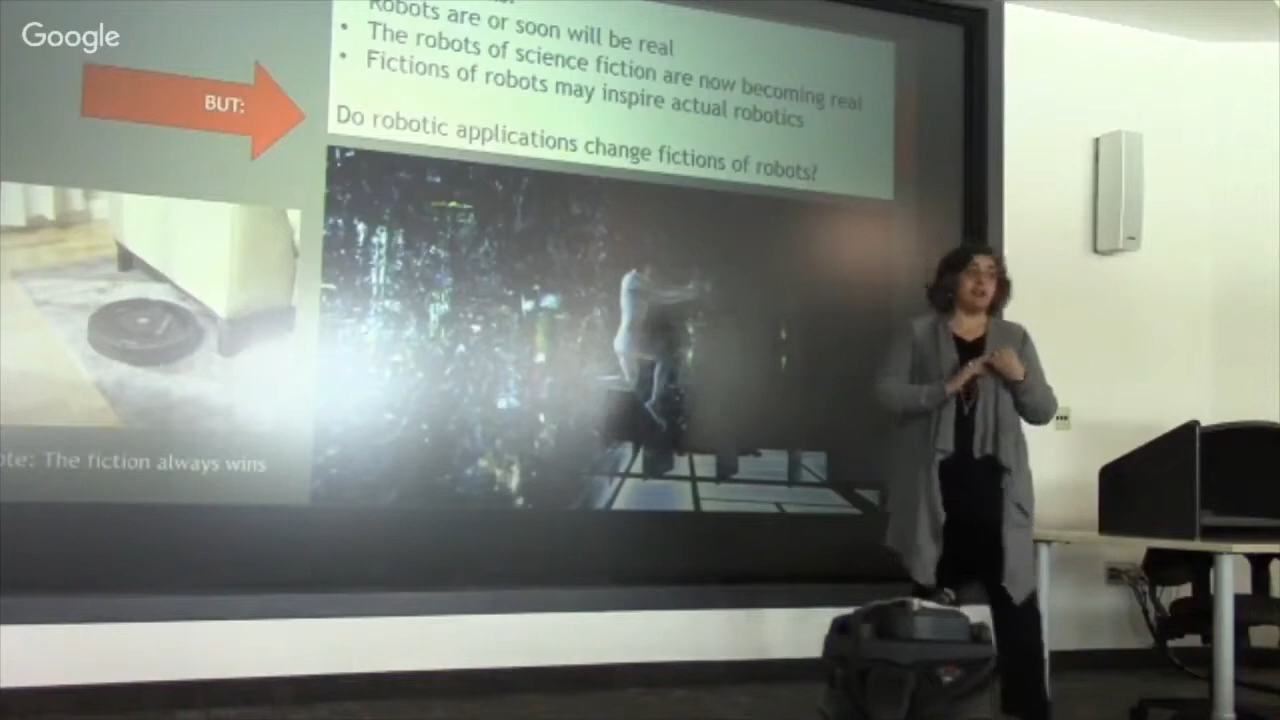 Google
Robots are or soon will be real
• The robots of science fiction are now becoming real
• Fictions of robots may inspire actual robotics
BUT:
Do robotic applications change fictions of robots?
The fiction always wins